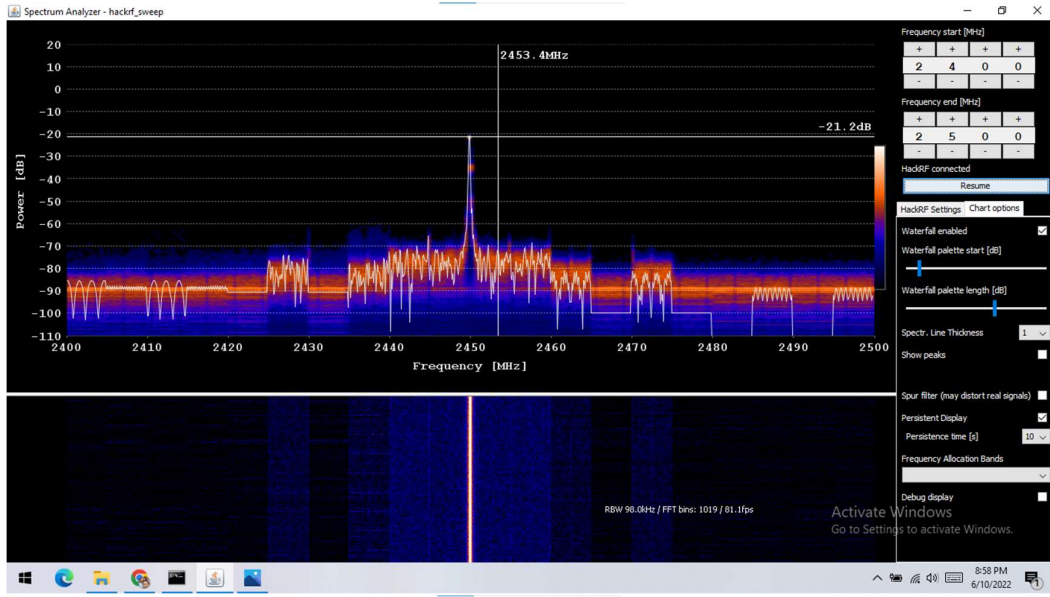 Spectrum Analyzer - hackrf_sweep
Frequency start [MHz]
+ + + +
2 4 0 0
- - - -
Frequency end [MHz]
+ + + +
2 5 0 0
- - - -
HackRF connected
Resume
HackRF Settings Chart options
Waterfall enabled
Waterfall palette start [dB]
Waterfall palette length [dB]
Spectr. Line Thickness 1
Show peaks
Spur filter (may distort real signals)
Persistent Display
Persistence time [s] 10
Frequency Allocation Bands
Debug display
2453.4MHz
-21.2dB
Power [dB]
20
10
0
-10
-20
-30
-40
-50
-60
-70
-80
-90
-100
-110
2400 2410 2420 2430 2440 2450 2460 2470 2480 2490 2500
Frequency [MHz]
RBW 98.0kHz / FFT bins: 1019 / 81.1fps
Activate Windows
Go to Settings to activate Windows.
8:58 PM
6/10/2022
1